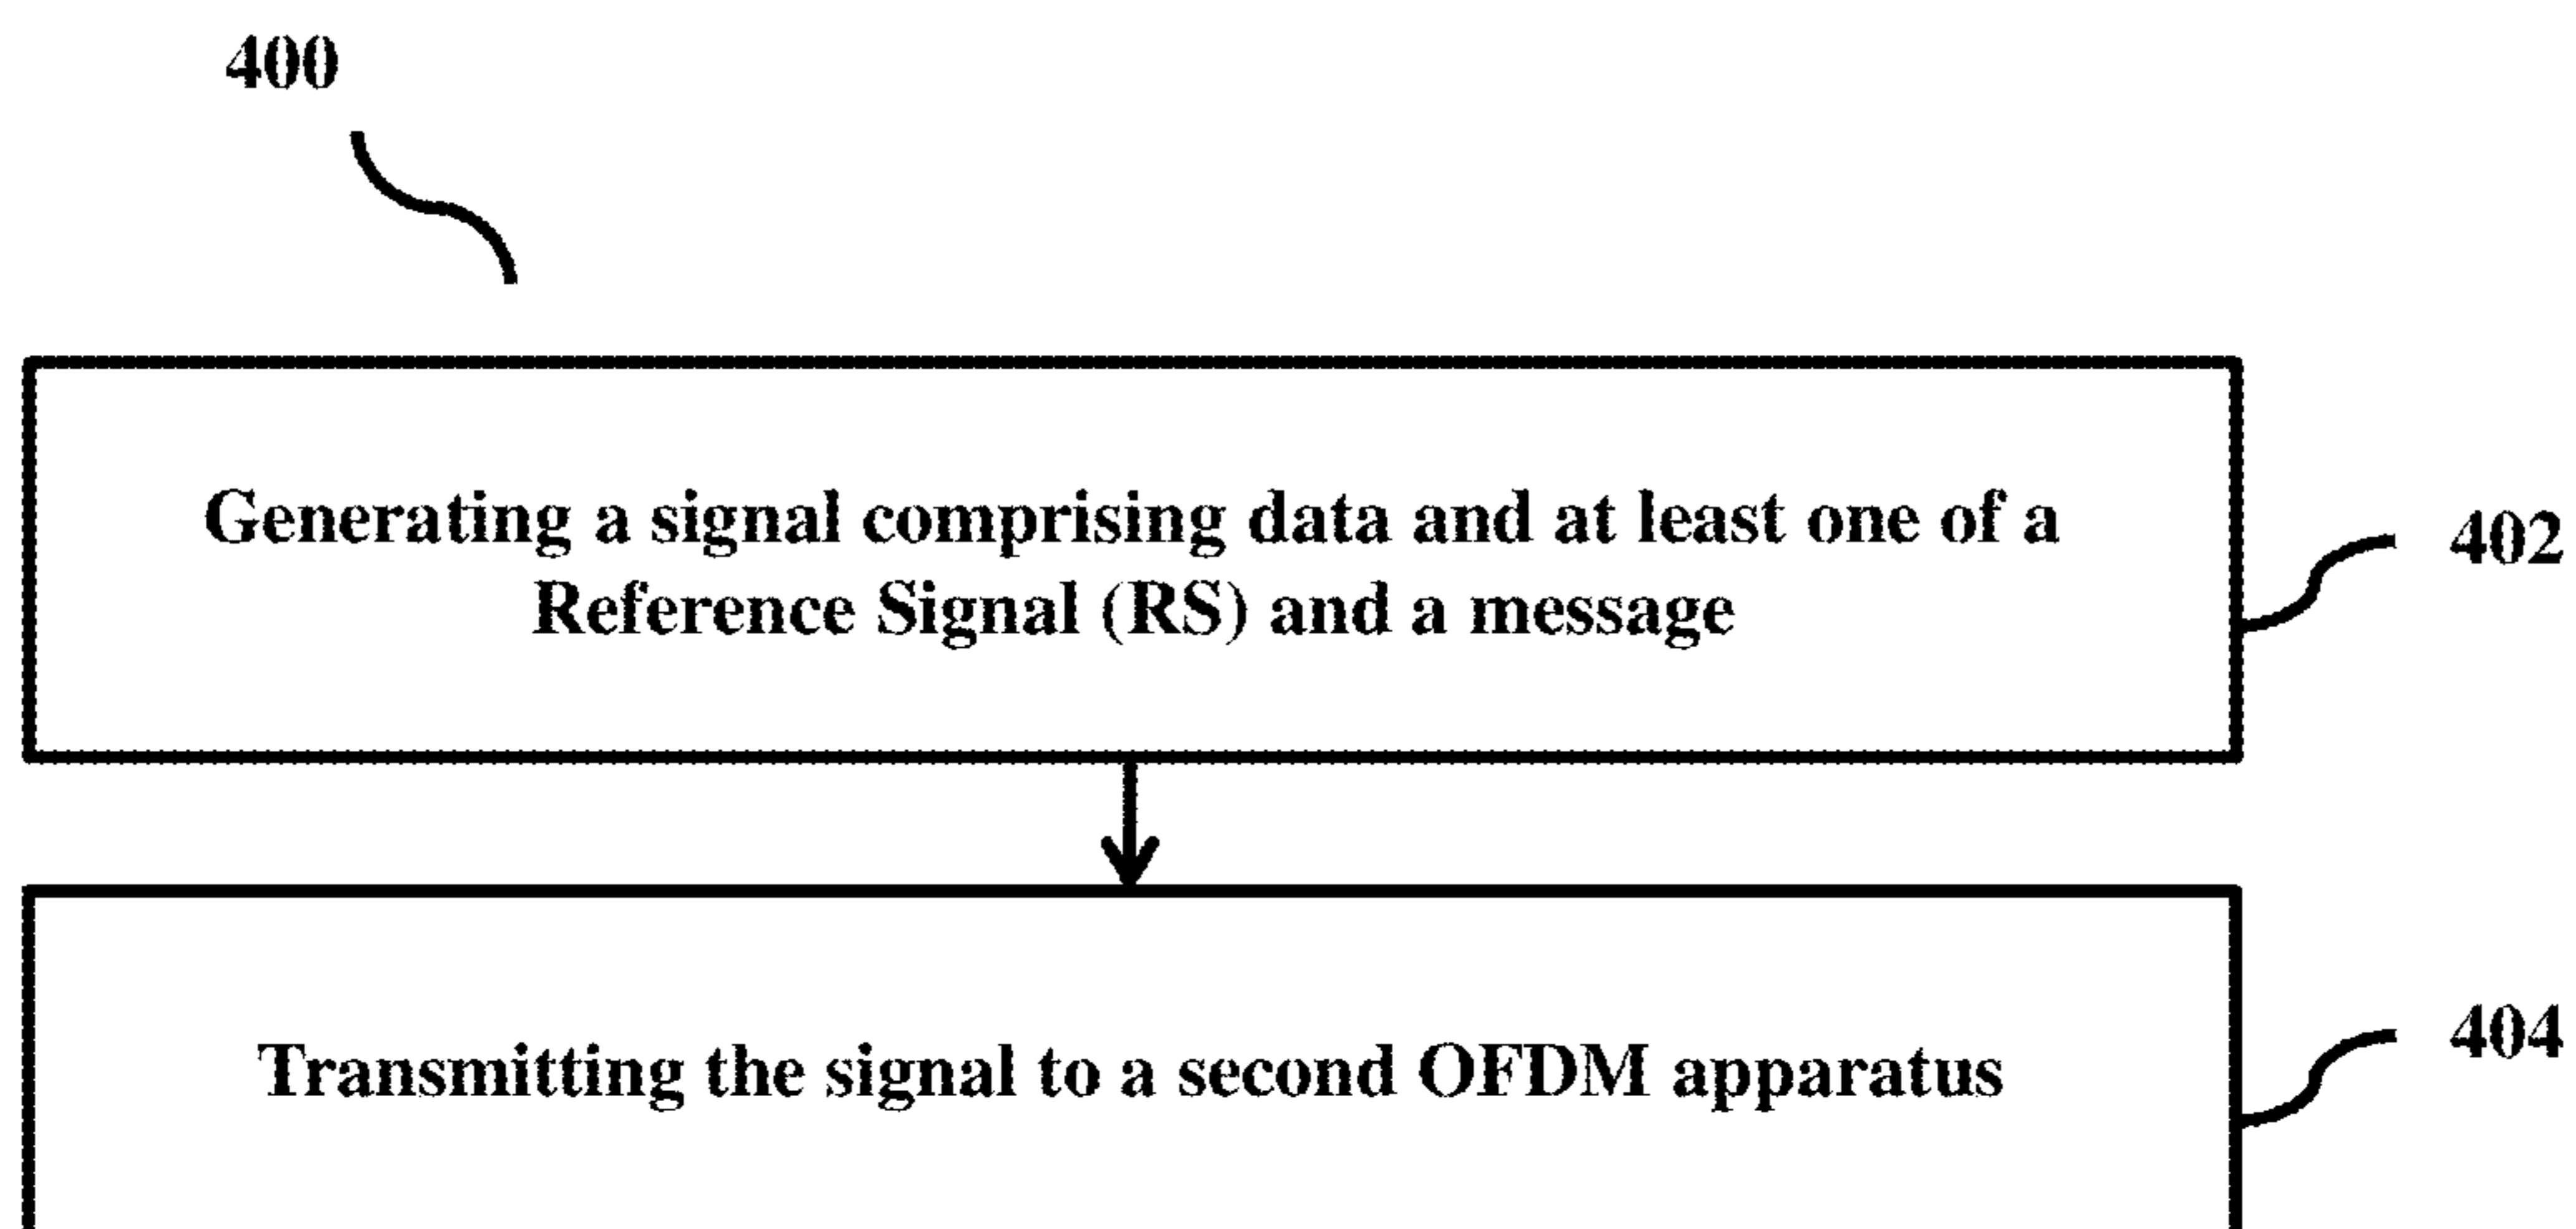 400
Generating a signal comprising data and at least one of a
Reference Signal (RS) and a message
402
Transmitting the signal to a second OFDM apparatus
404